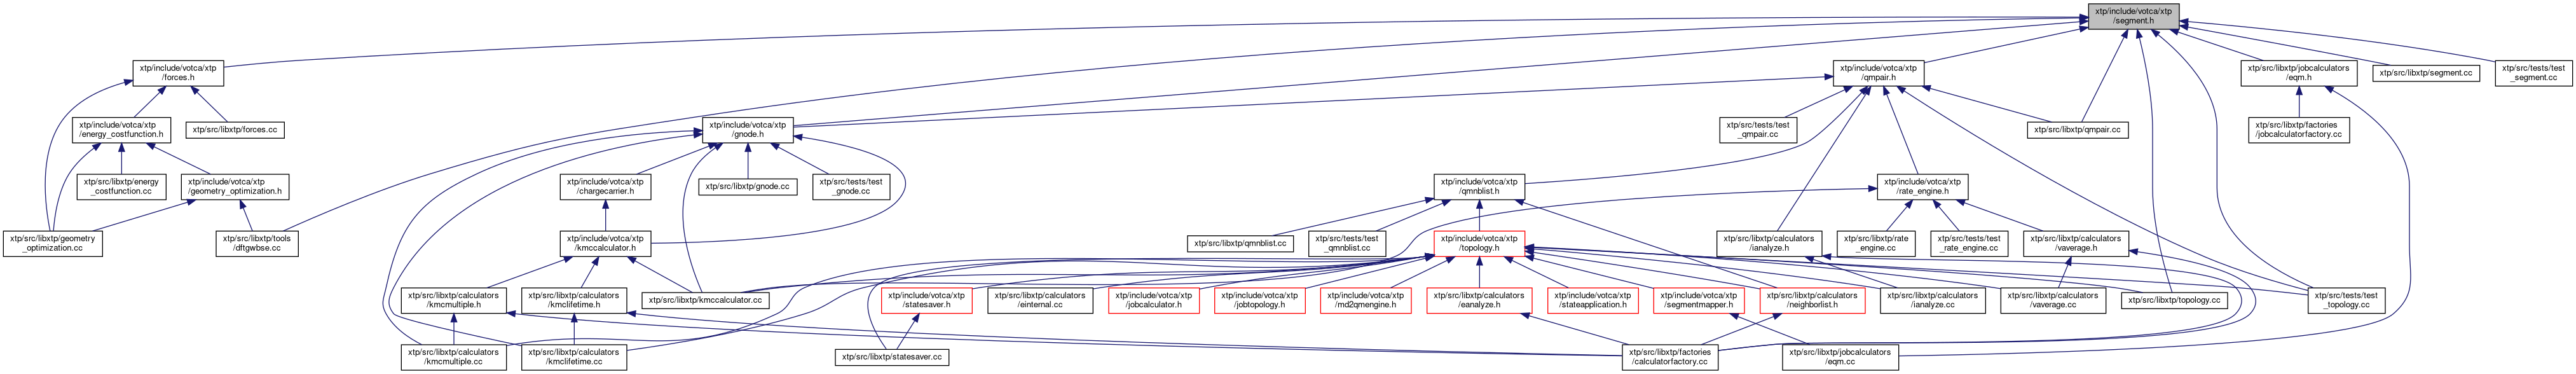 xtp/include/votca/xtp
/segment.h
xtp/include/votca/xtp
/forces.h
xtp/include/votca/xtp
/qmpair.h
xtp/src/libxtp/jobcalculators
/eqm.h
xtp/src/libxtp/segment.cc
xtp/src/tests/test
_segment.cc
xtp/include/votca/xtp
/energy_costfunction.h
xtp/src/libxtp/forces.cc
xtp/include/votca/xtp
/gnode.h
xtp/src/tests/test
_qmpair.cc
xtp/src/libxtp/qmpair.cc
xtp/src/libxtp/factories
/jobcalculatorfactory.cc
xtp/src/libxtp/energy
_costfunction.cc
xtp/include/votca/xtp
/geometry_optimization.h
xtp/include/votca/xtp
/chargecarrier.h
xtp/src/libxtp/gnode.cc
xtp/src/tests/test
_gnode.cc
xtp/include/votca/xtp
/qmnblist.h
xtp/include/votca/xtp
/rate_engine.h
xtp/src/libxtp/geometry
_optimization.cc
xtp/src/libxtp/tools
/dftgwbse.cc
xtp/include/votca/xtp
/kmccalculator.h
xtp/src/libxtp/qmnblist.cc
xtp/src/tests/test
_qmnblist.cc
xtp/include/votca/xtp
/topology.h
xtp/src/libxtp/calculators
/ianalyze.h
xtp/src/libxtp/rate
_engine.cc
xtp/src/tests/test
_rate_engine.cc
xtp/src/libxtp/calculators
/vaverage.h
xtp/src/libxtp/calculators
/kmcmultiple.h
xtp/src/libxtp/calculators
/kmclifetime.h
xtp/src/libxtp/kmccalculator.cc
xtp/include/votca/xtp
/statesaver.h
xtp/src/libxtp/calculators
/einternal.cc
xtp/include/votca/xtp
/jobcalculator.h
xtp/include/votca/xtp
/jobtopology.h
xtp/include/votca/xtp
/md2qmengine.h
xtp/src/libxtp/calculators
/eanalyze.h
xtp/include/votca/xtp
/stateapplication.h
xtp/include/votca/xtp
/segmentmapper.h
xtp/src/libxtp/calculators
/neighborlist.h
xtp/src/libxtp/calculators
/ianalyze.cc
xtp/src/libxtp/calculators
/vaverage.cc
xtp/src/libxtp/topology.cc
xtp/src/tests/test
_topology.cc
xtp/src/libxtp/calculators
/kmcmultiple.cc
xtp/src/libxtp/calculators
/kmclifetime.cc
xtp/src/libxtp/statesaver.cc
xtp/src/libxtp/factories
/calculatorfactory.cc
xtp/src/libxtp/jobcalculators
/eqm.cc